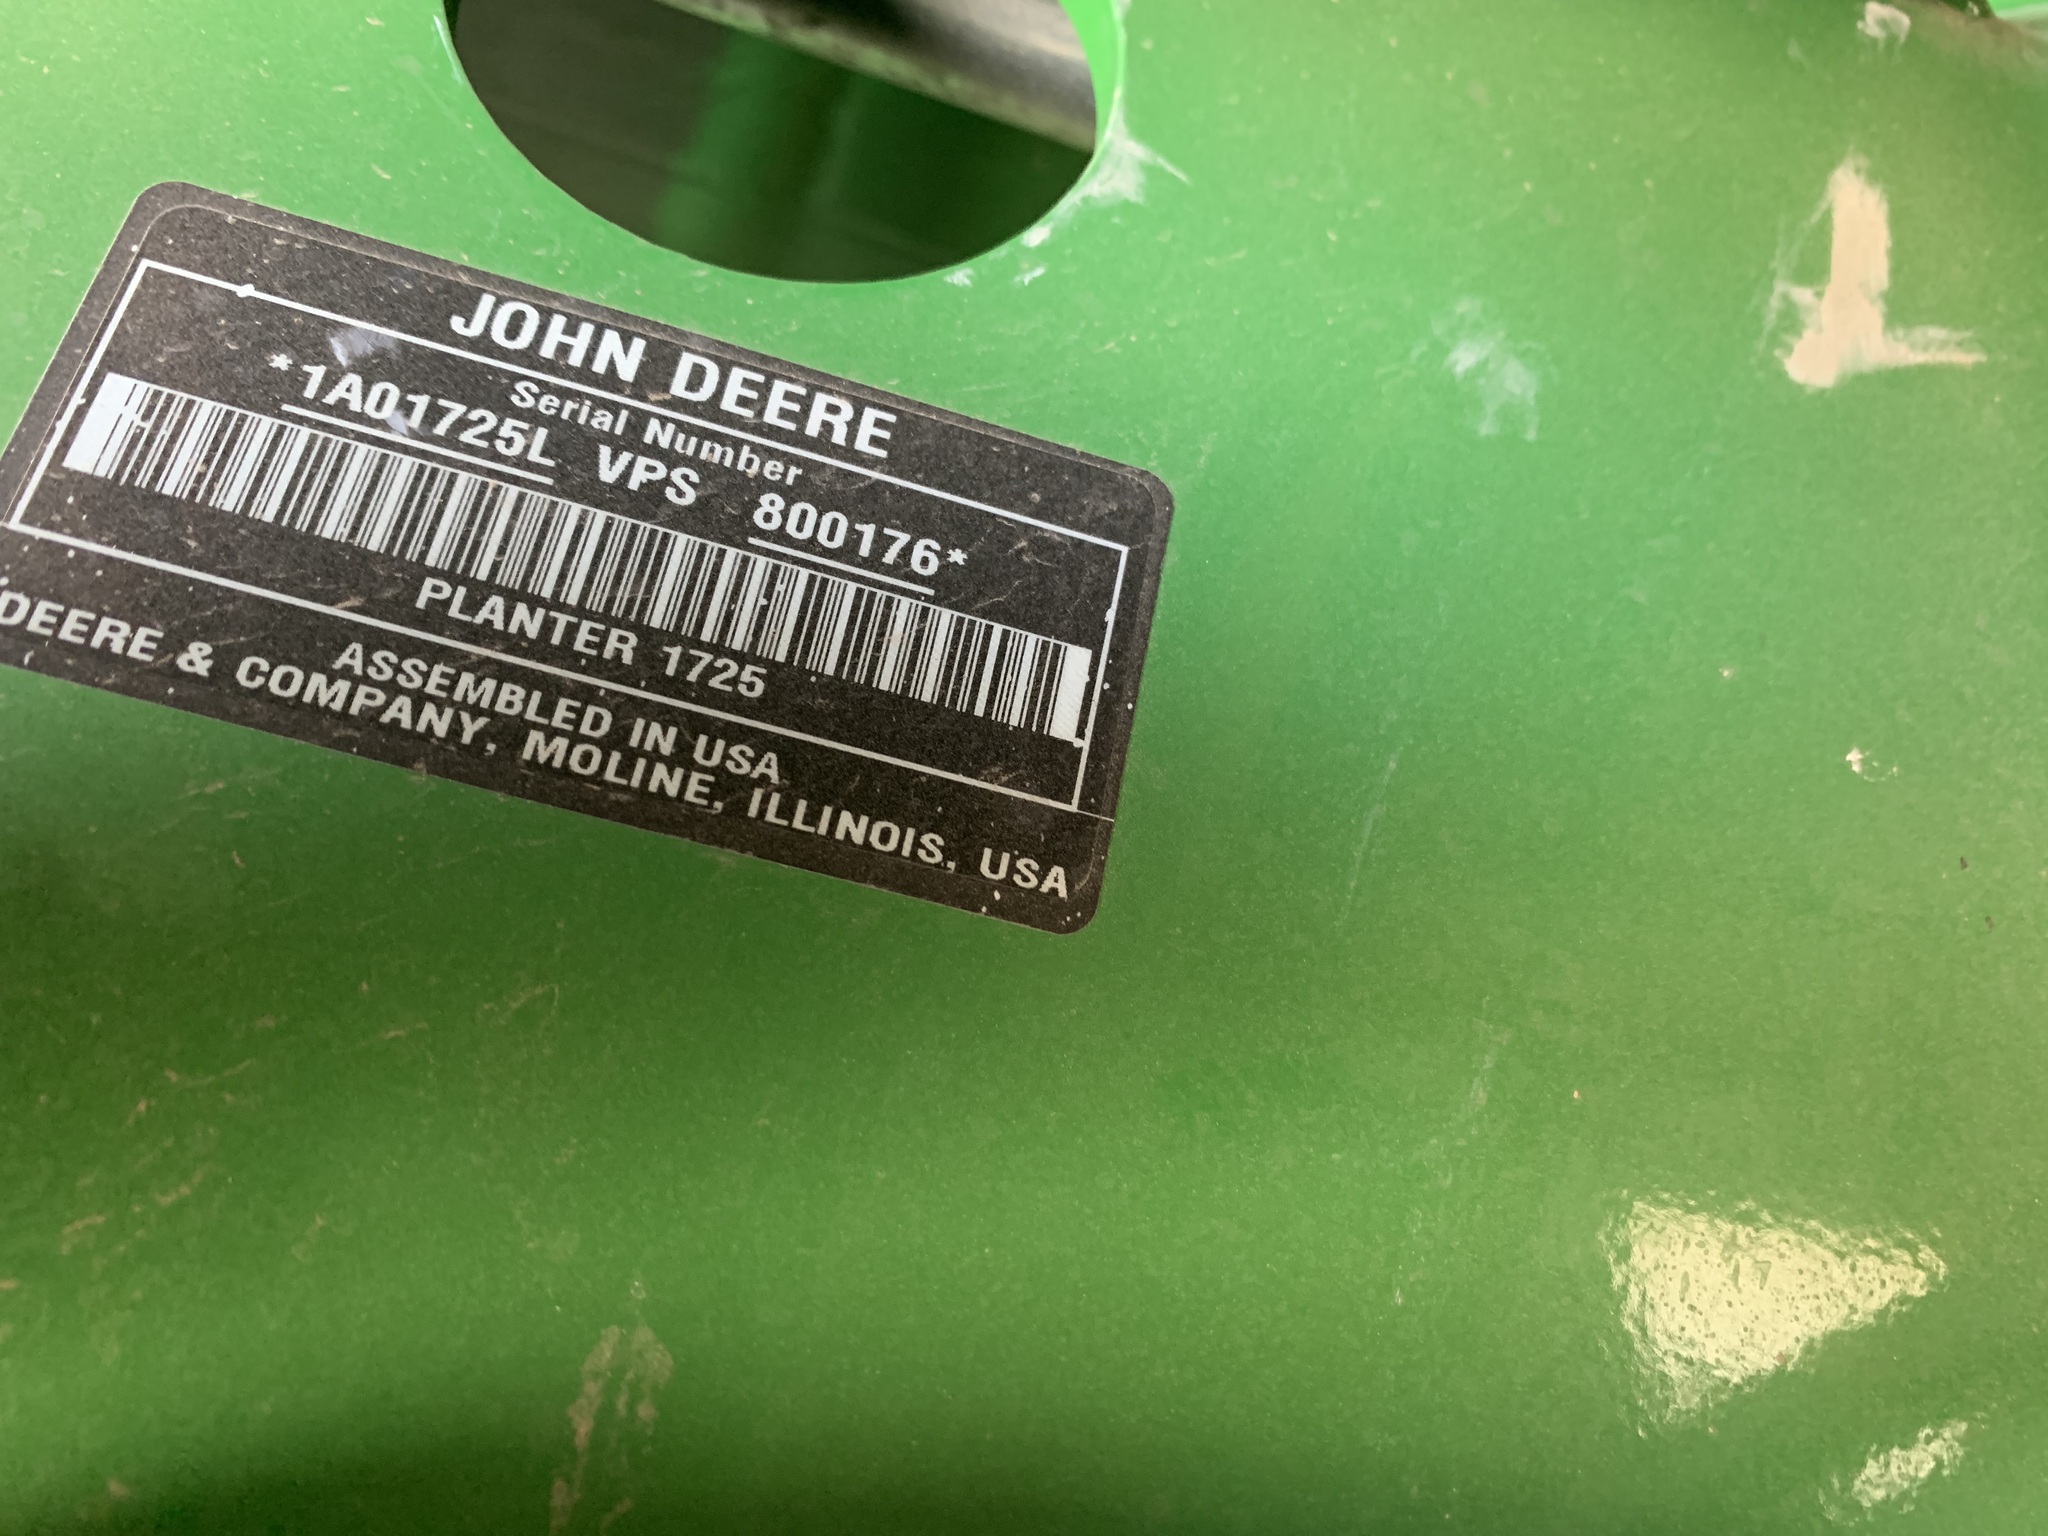 JOHN DEERE
Serial Number
*1A01725L VPS 800176*
PLANTER 1725
ASSEMBLED IN USA
DEERE & COMPANY, MOLINE, ILLINOIS, USA